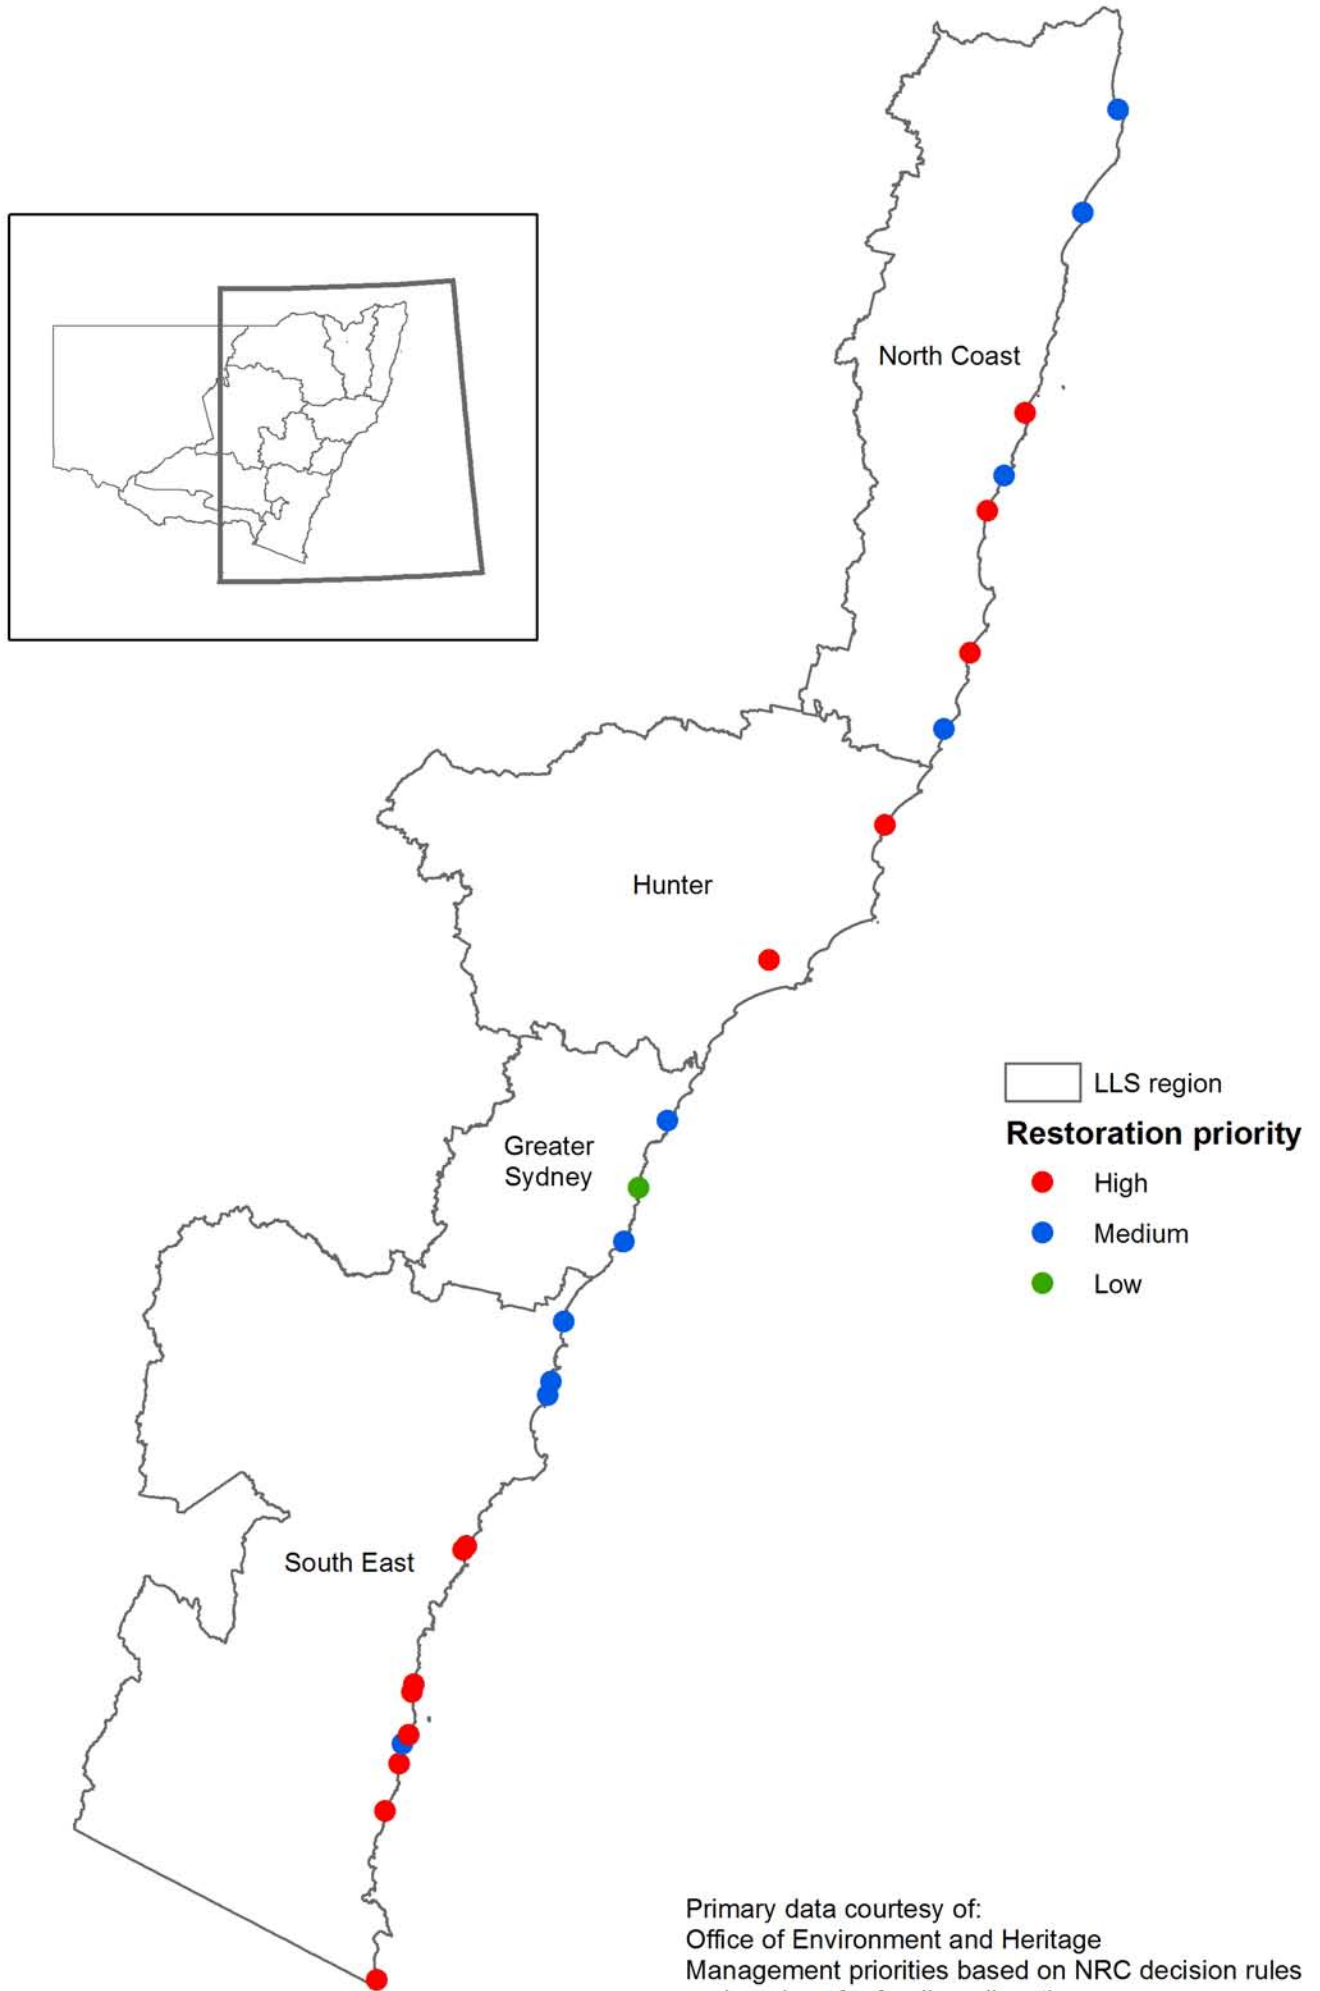 North Coast
Hunter
LLS region
Greater
Sydney
Restoration priority
High
Medium
Low
South East
Primary data courtesy of:
Office of Environment and Heritage
Management priorities based on NRC decision rules